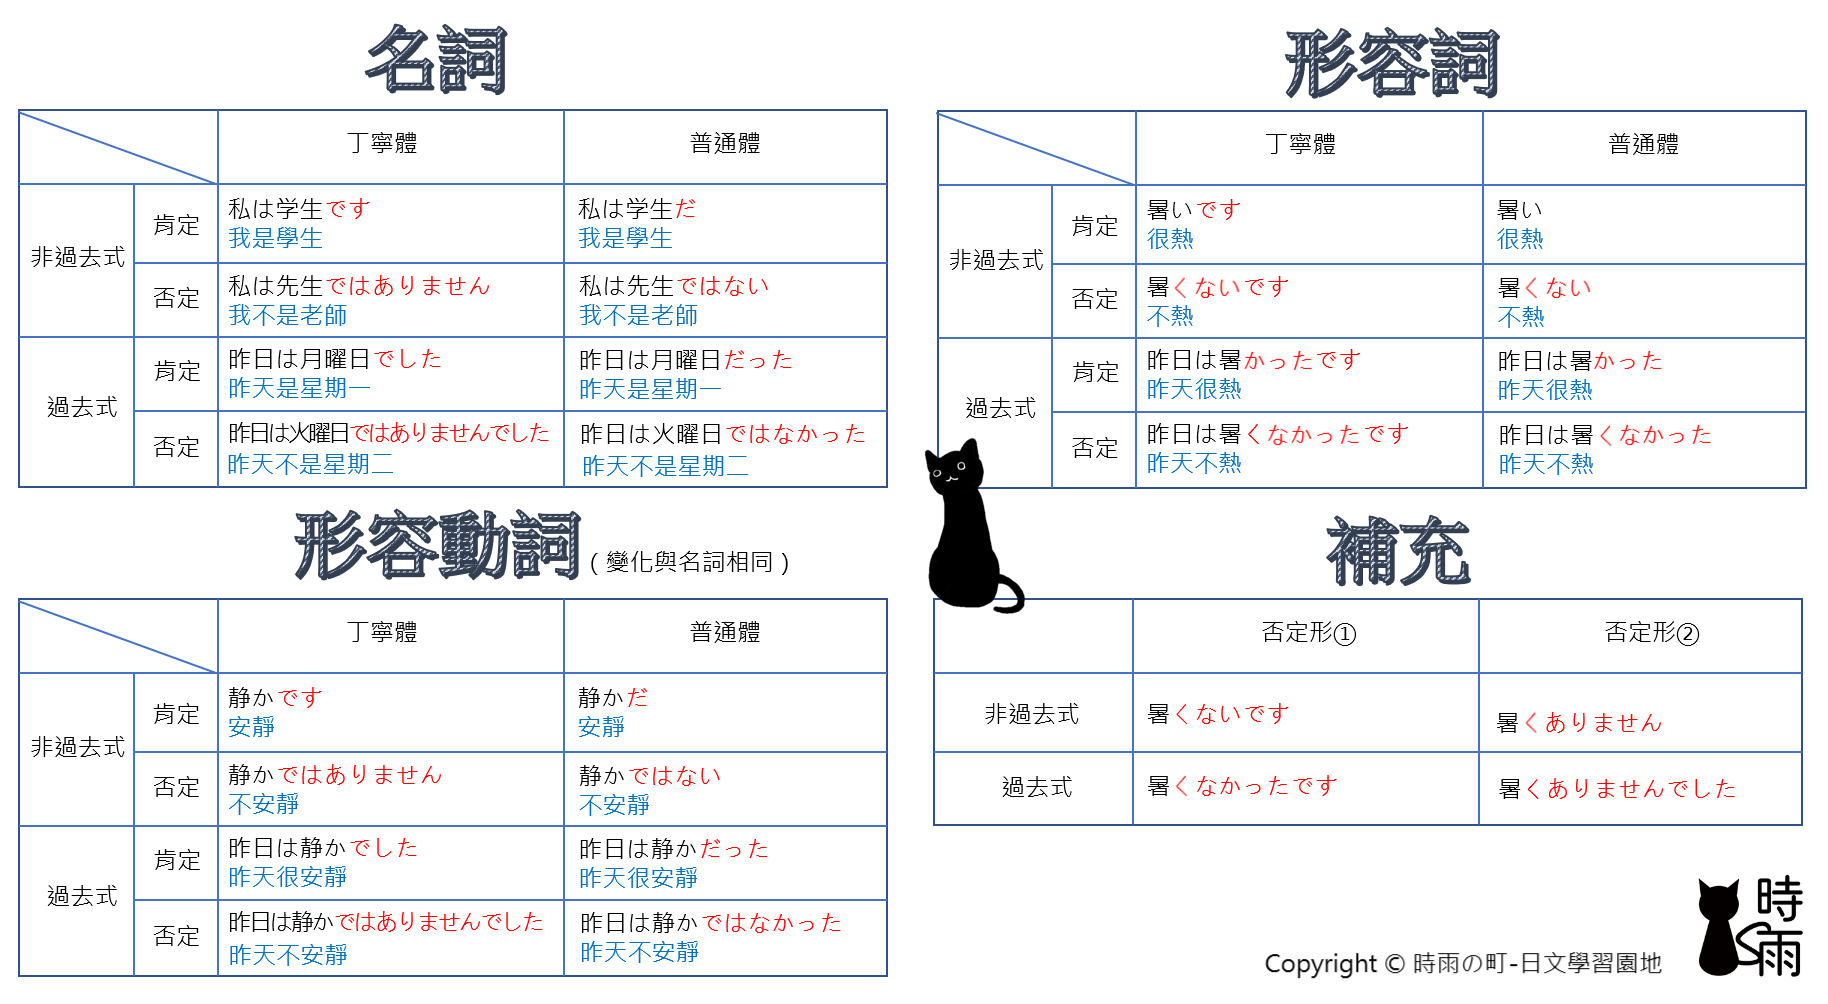 名詞
丁寧體
普通體
非過去式
肯定
私は学生です
我是學生
私は学生だ
我是學生
否定
私は先生ではありません
我不是老師
私は先生ではない
我不是老師
過去式
肯定
昨日は月曜日でした
昨天是星期一
昨日は月曜日だった
昨天是星期一
否定
昨日は火曜日ではありませんでした
昨天不是星期二
昨日は火曜日ではなかった
昨天不是星期二
形容詞
丁寧體
普通體
非過去式
肯定
暑いです
很熱
暑い
很熱
否定
暑くないです
不熱
暑くない
不熱
過去式
肯定
昨日は暑かったです
昨天很熱
昨日は暑かった
昨天很熱
否定
昨日は暑くなかったです
昨天不熱
昨日は暑くなかった
昨天不熱
形容動詞 ( 變化與名詞相同 )
丁寧體
普通體
非過去式
肯定
静かです
安靜
静かだ
安靜
否定
静かではありません
不安靜
静かではない
不安靜
過去式
肯定
昨日は静かでした
昨天很安靜
昨日は静かだった
昨天很安靜
否定
昨日は静かではありませんでした
昨天不安靜
昨日は静かではなかった
昨天不安靜
補充
否定形①
否定形②
非過去式
暑くないです
暑くありません
過去式
暑くなかったです
暑くありませんでした
Copyright © 時雨の町-日文學習園地
時雨